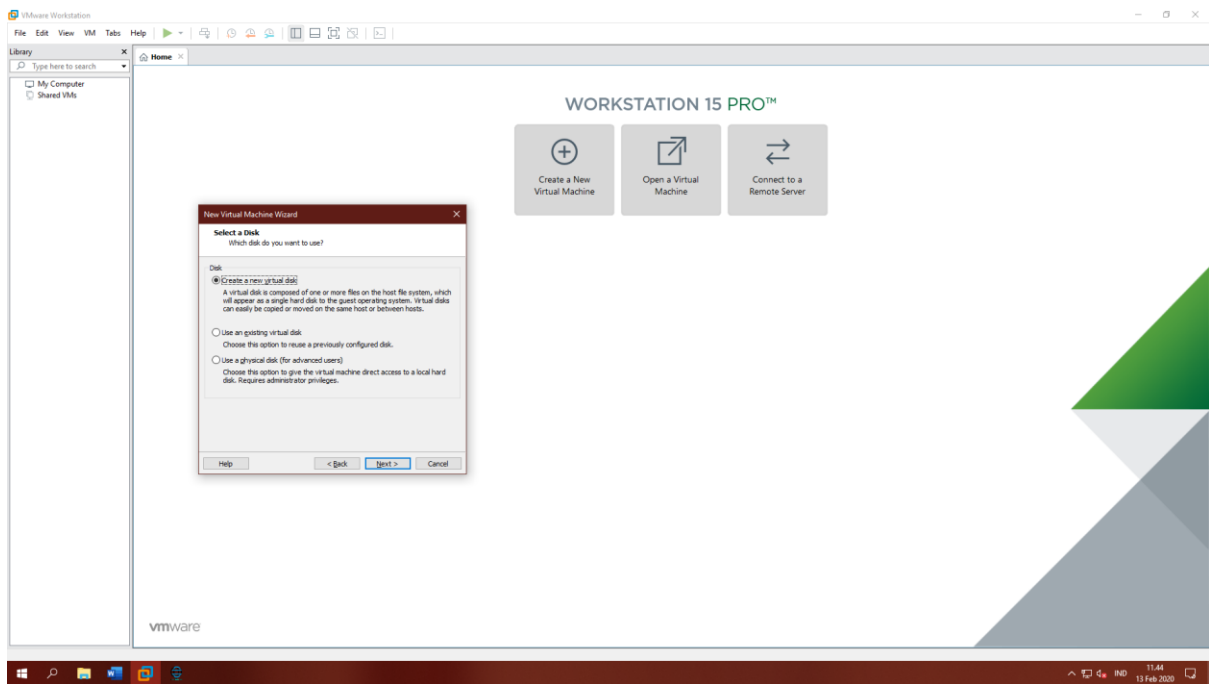 VMware Workstation
File Edit View VM Tabs Help
Library
Type here to search
My Computer
Shared VMs
Home
WORKSTATION 15 PRO™
Create a New
Virtual Machine
Open a Virtual
Machine
Connect to a
Remote Server
New Virtual Machine Wizard
Select a Disk
Which disk do you want to use?
Disk
Create a new virtual disk
A virtual disk is composed of one or more files on the host file system, which
will appear as a single hard disk to the guest operating system. Virtual disks
can easily be copied or moved on the same host or between hosts.
Use an existing virtual disk
Choose this option to reuse a previously configured disk.
Use a physical disk (for advanced users)
Choose this option to give the virtual machine direct access to a local hard
disk. Requires administrator privileges.
Help
< Back
Next >
Cancel
vmware
IND
11.44
13 Feb 2020